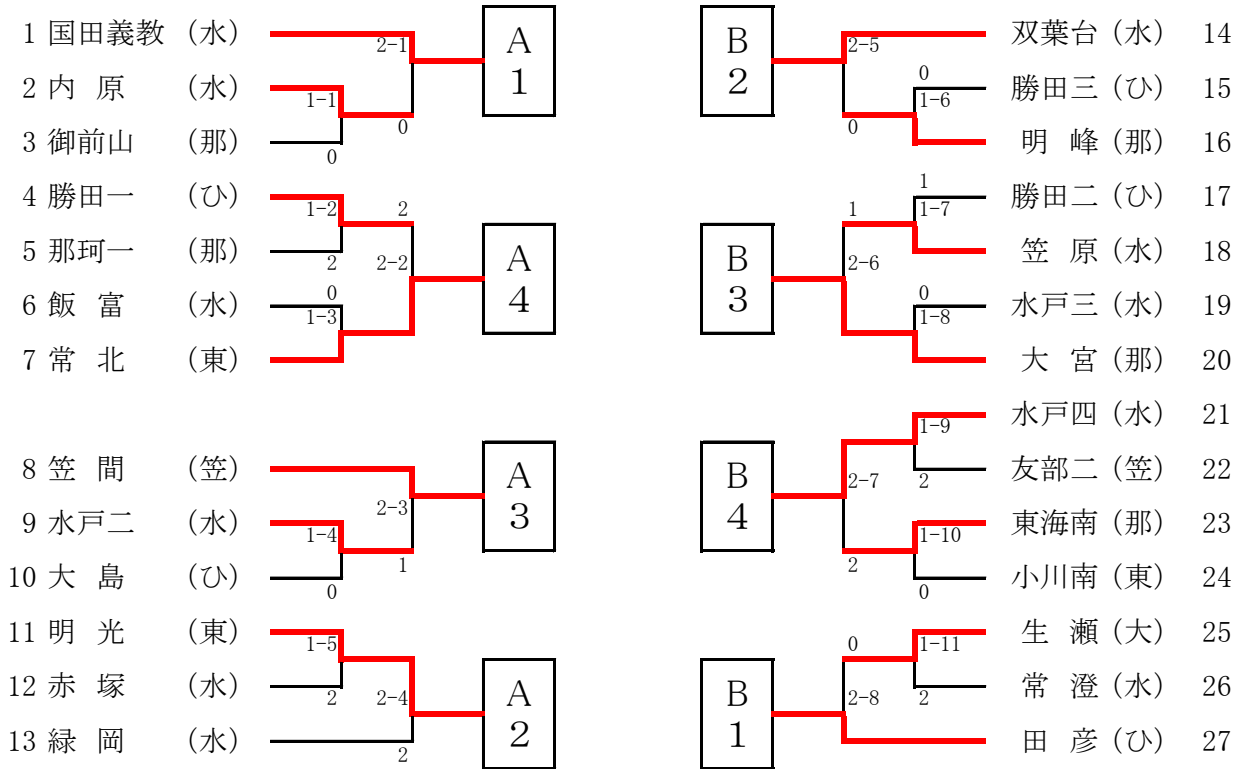 1 国田義教 （水）
2-1
A
1
2 内 原 （水）
1-1
0
3 御前山 （那）
0
4 勝田一 （ひ）
1-2
2
5 那珂一 （那）
2
2-2
A
4
6 飯 富 （水）
0
1-3
7 常 北 （東）
8 笠 間 （笠）
2-3
A
3
9 水戸二 （水）
1-4
1
10 大 島 （ひ）
0
11 明 光 （東）
1-5
12 赤 塚 （水）
2
2-4
A
2
13 緑 岡 （水）
2
B
2
2-5
双葉台（水） 14
0
勝田三（ひ） 15
1-6
0
明 峰（那） 16
1
勝田二（ひ） 17
1
1-7
笠 原（水） 18
B
3
2-6
0
水戸三（水） 19
1-8
大 宮（那） 20
水戸四（水） 21
1-9
友部二（笠） 22
2
B
4
2-7
東海南（那） 23
1-10
2
小川南（東） 24
0
生 瀬（大） 25
0
1-11
常 澄（水） 26
2
B
1
2-8
田 彦（ひ） 27